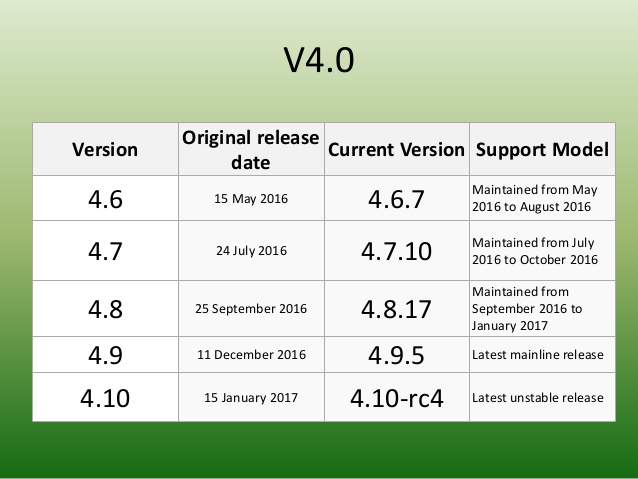 V4.0
Version
Original release
date
Current Version
Support Model
4.6
15 May 2016
4.6.7
Maintained from May
2016 to August 2016
4.7
24 July 2016
4.7.10
Maintained from July
2016 to October 2016
4.8
25 September 2016
4.8.17
Maintained from
September 2016 to
January 2017
4.9
11 December 2016
4.9.5
Latest mainline release
4.10
15 January 2017
4.10-rc4
Latest unstable release